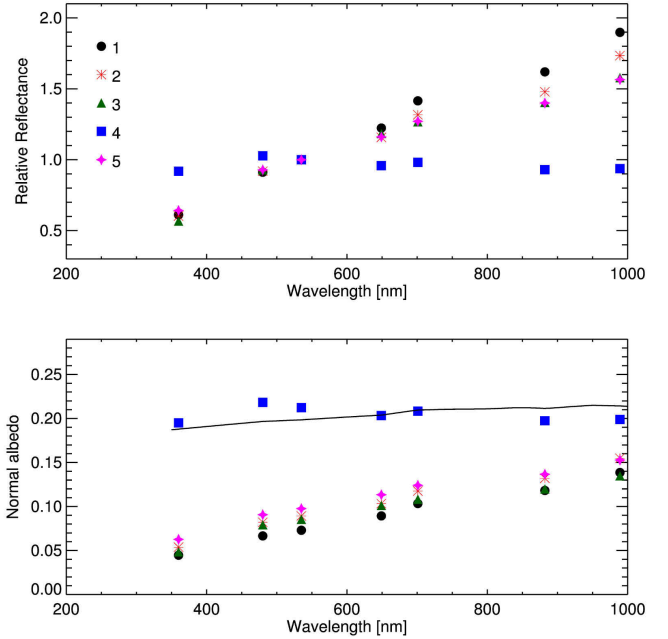 2.0
1.5
1.0
0.5
Relative Reflectance
1
2
3
4
5
200 400 600 800 1000
Wavelength [nm]
0.25
0.20
0.15
0.10
0.05
0.00
Normal albedo
200 400 600 800 1000
Wavelength [nm]